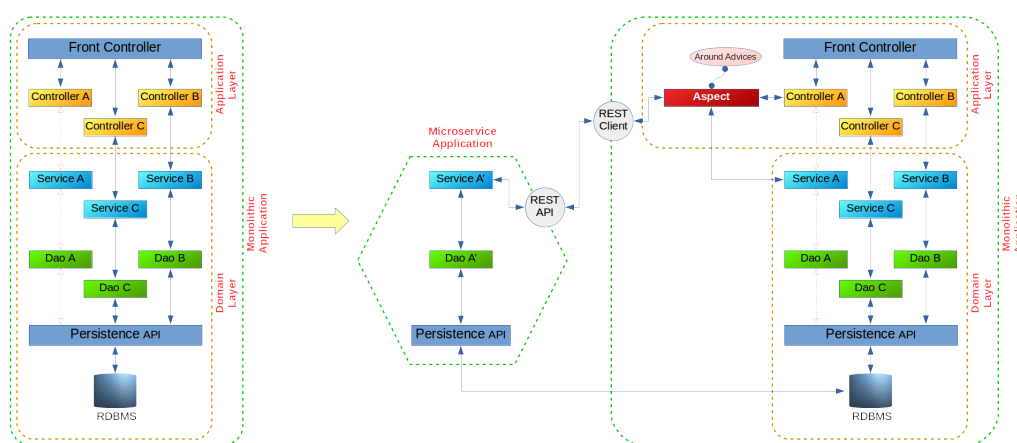 Front Controller
Controller A
Controller B
Controller C
Application
Layer
Service A
Service B
Service C
Monolithic
Application
Dao A
Dao B
Dao C
Domain
Layer
Persistence API
RDBMS
Microservice
Application
Service A'
REST
API
Dao A'
Persistence API
REST
Client
Around Advices
Aspect
Front Controller
Controller A
Controller B
Controller C
Application
Layer
Service A
Service B
Service C
Monolithic
Application
Dao A
Dao B
Dao C
Domain
Layer
Persistence API
RDBMS